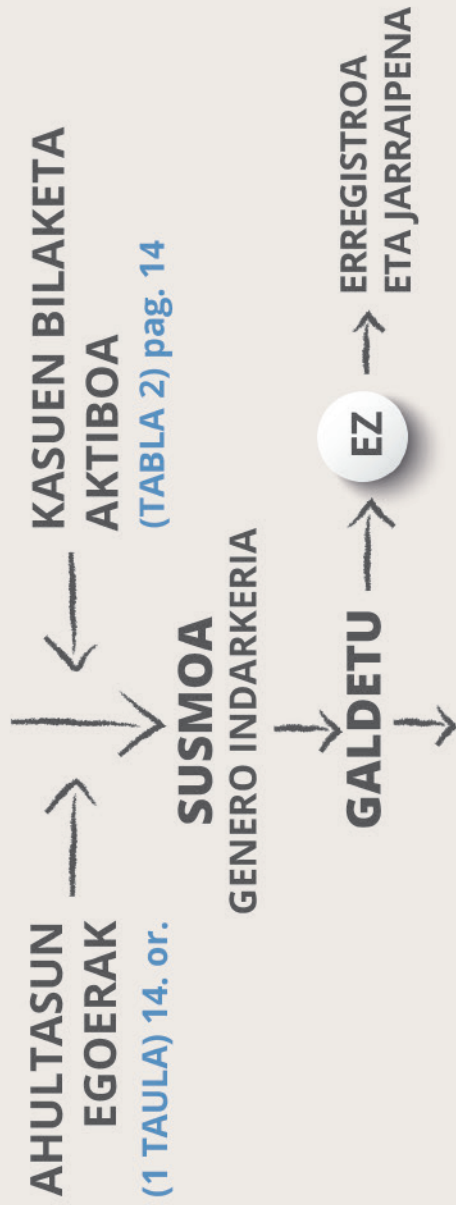 AHULTASUN
EGOERAK
(1 TAULA) 14. or.
KASUEN BILAKETA
AKTIBOA
(TABLA 2) pag. 14
SUSMOA
GENERO INDARKERIA
GALDETU
EZ
ERREGISTROA
ETA JARRAIPENA